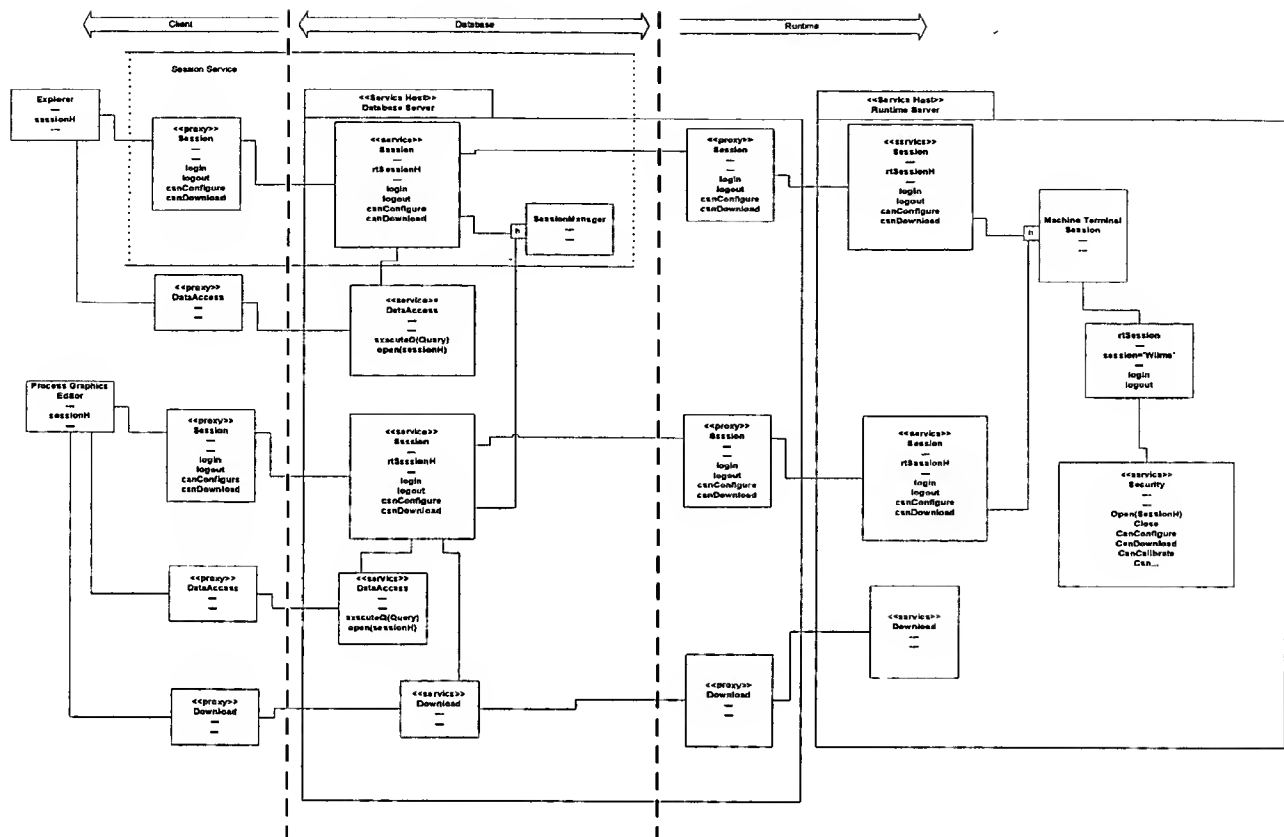 Client
Database
Runtime
Session Service
Explorer
sessionH
<<proxy>>
Session
login
logout
canConfigure
canDownload
<<Service Host>>
Database Server
<<service>>
Session
rtSessionH
login
logout
canConfigure
canDownload
SessionManager
h
<<proxy>>
DataAccess
<<service>>
DataAccess
executeQ(Query)
open(sessionH)
<<proxy>>
Session
login
logout
canConfigure
canDownload
<<Service Host>>
Runtime Server
<<service>>
Session
rtSessionH
login
logout
canConfigure
canDownload
h
Machine Terminal
Session
rtSession
session="Wilma"
login
logout
<<service>>
Security
Open(SessionH)
Close
CanConfigure
CanDownload
CanCalibrate
Can...
Process Graphics
Editor
sessionH
<<proxy>>
Session
login
logout
canConfigure
canDownload
<<service>>
Session
rtSessionH
login
logout
canConfigure
canDownload
<<proxy>>
Session
login
logout
canConfigure
canDownload
<<service>>
Session
rtSessionH
login
logout
canConfigure
canDownload
<<proxy>>
DataAccess
<<service>>
DataAccess
executeQ(Query)
open(sessionH)
<<proxy>>
Download
<<service>>
Download
<<proxy>>
Download
<<service>>
Download